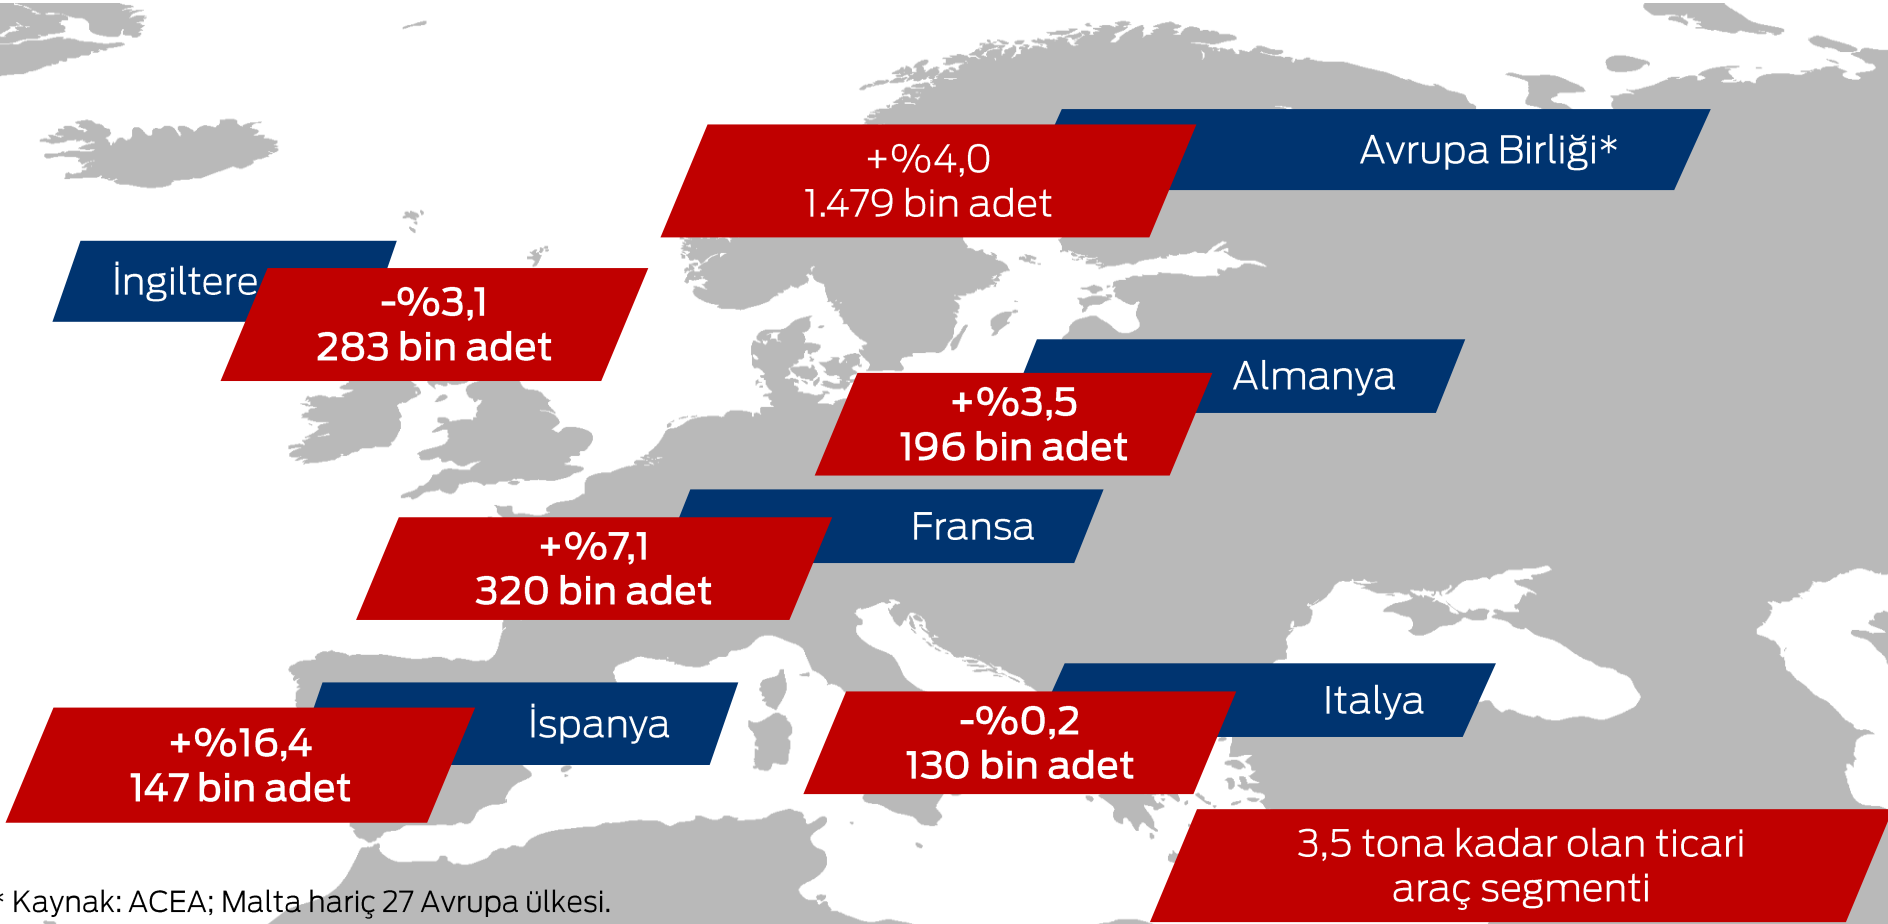 Avrupa Birliği*
+%4,0
1.479 bin adet
İngiltere
-%3,1
283 bin adet
Almanya
+%3,5
196 bin adet
Fransa
+%7,1
320 bin adet
İspanya
+%16,4
147 bin adet
Italya
-%0,2
130 bin adet
3,5 tona kadar olan ticari
araç segmenti
* Kaynak: ACEA; Malta hariç 27 Avrupa ülkesi.